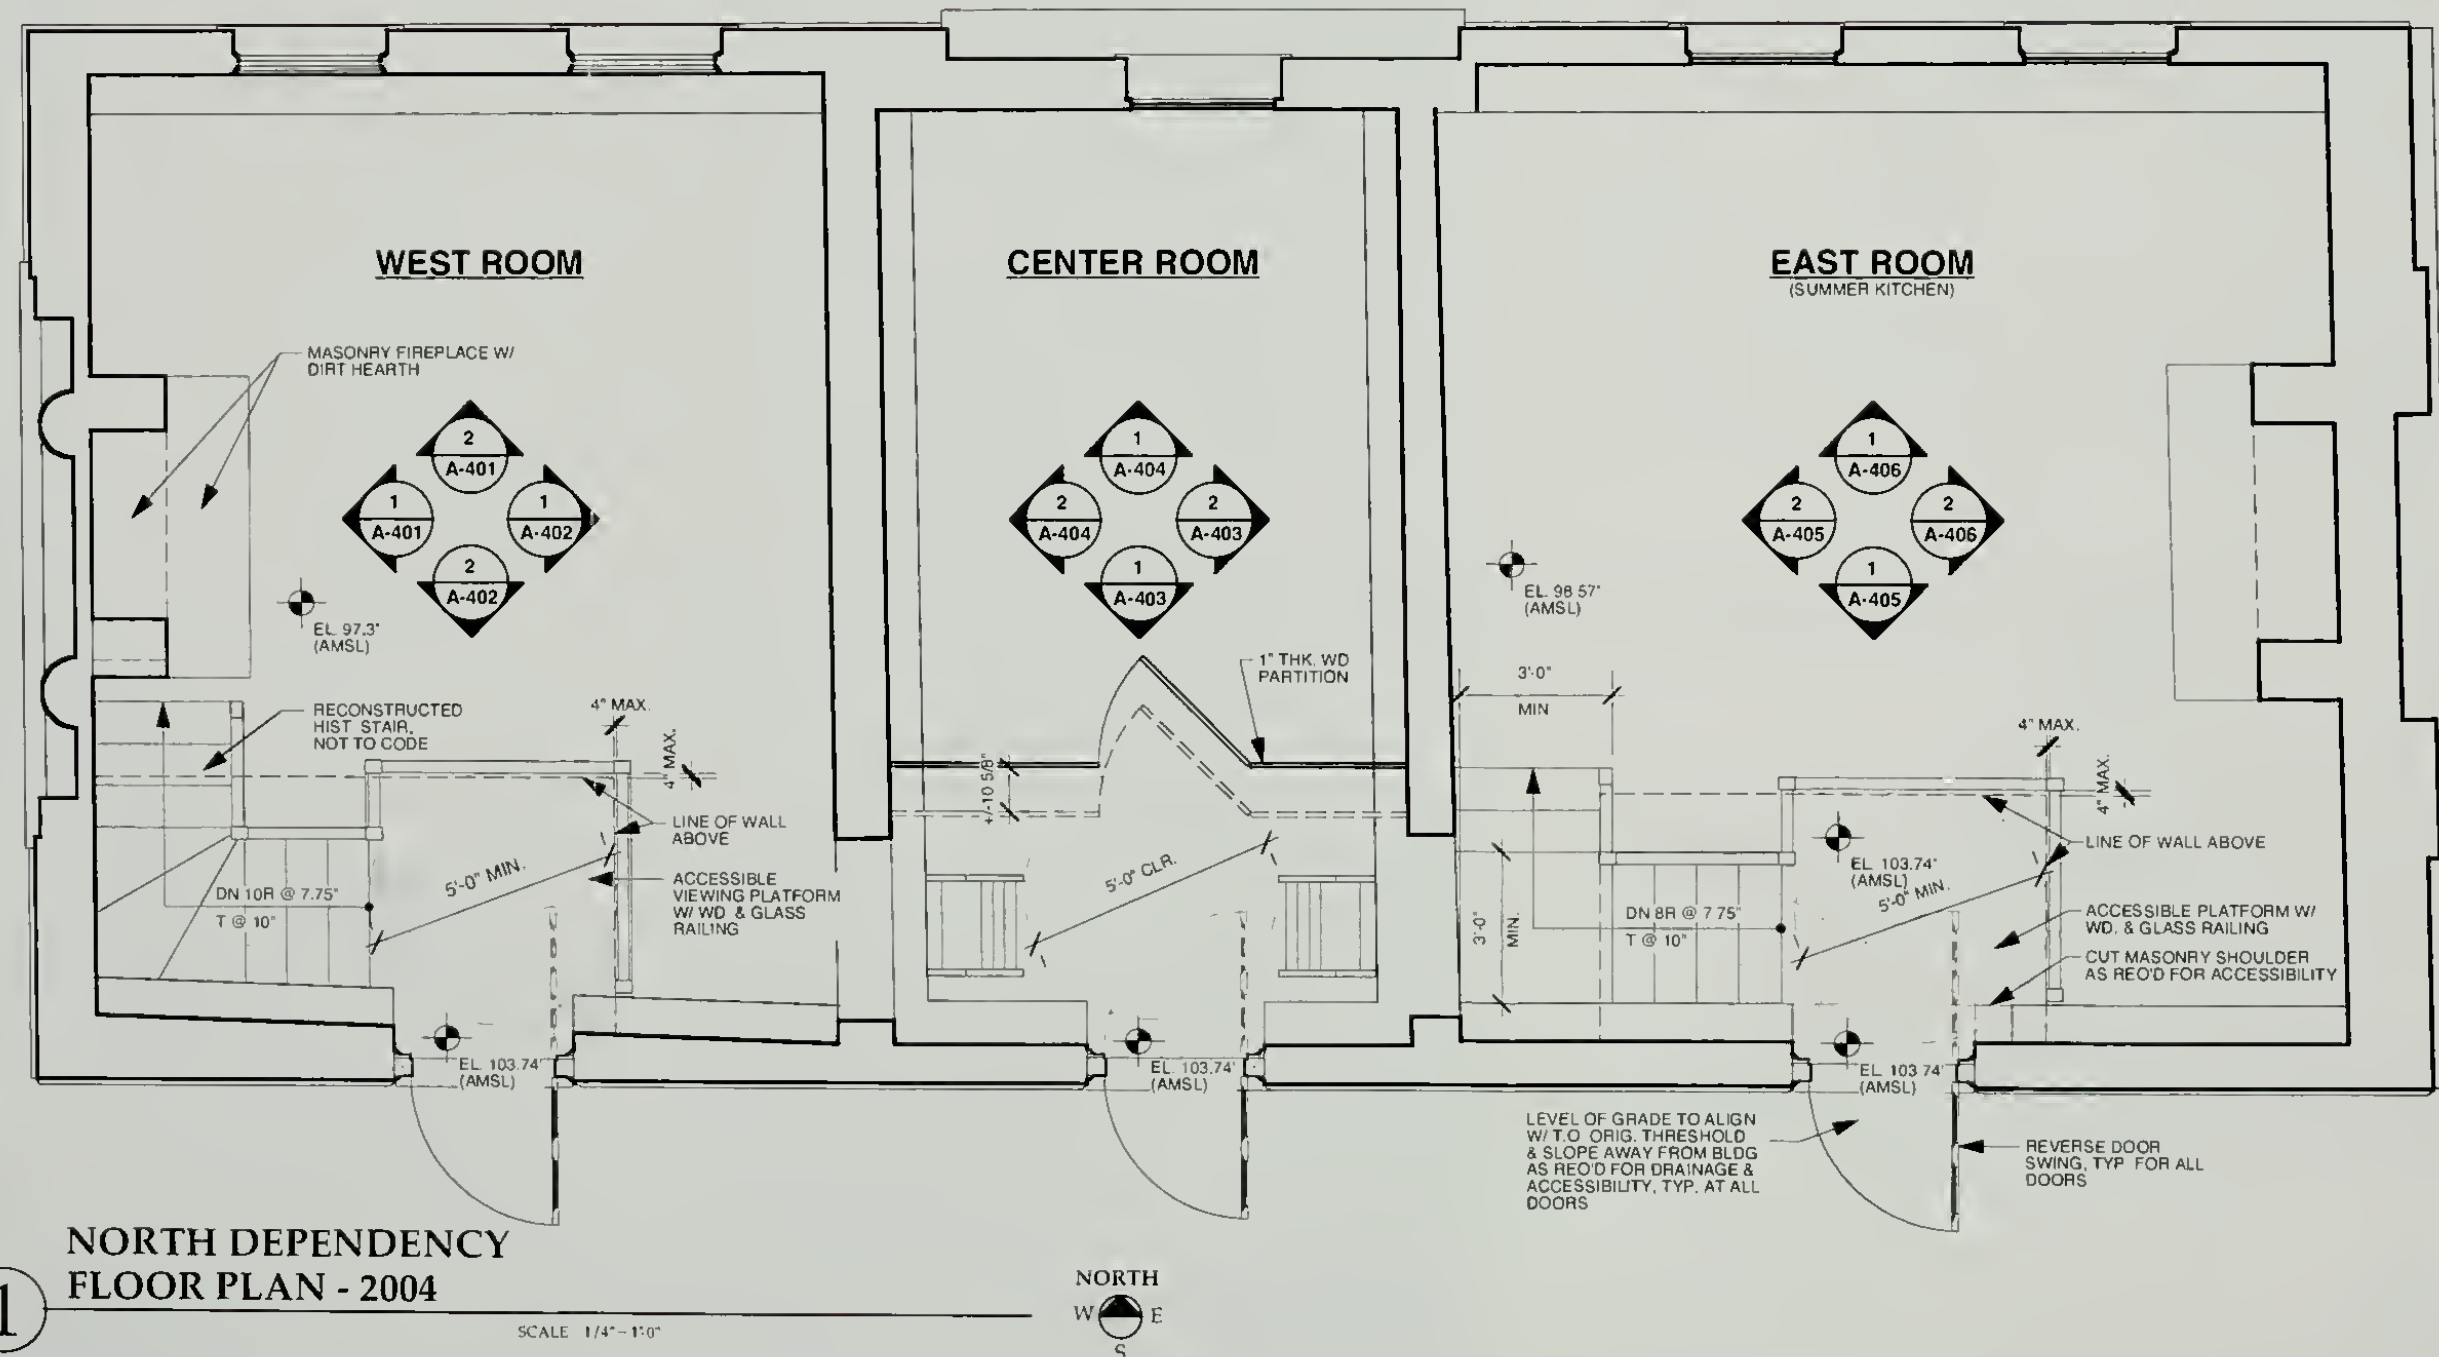 WEST ROOM
CENTER ROOM
EAST ROOM
(SUMMER KITCHEN)
MASONRY FIREPLACE W/
DIRT HEARTH
2
A-401
1
A-401
1
A-402
2
A-402
1
A-404
2
A-404
2
A-403
1
A-403
1
A-406
2
A-405
2
A-406
1
A-405
EL. 97.3'
(AMSL)
EL. 98 57'
(AMSL)
1" THK. WD
PARTITION
3'-0"
MIN
RECONSTRUCTED
HIST STAIR,
NOT TO CODE
4" MAX.
4" MAX.
+/-10 5/8"
4" MAX.
4" MAX.
LINE OF WALL
ABOVE
LINE OF WALL ABOVE
5'-0" MIN.
5'-0" CLR.
EL. 103.74'
(AMSL)
5'-0" MIN.
ACCESSIBLE
VIEWING PLATFORM
W/ WD & GLASS
RAILING
DN 10R @ 7.75"
T @ 10"
3'-0"
MIN.
DN 8R @ 7 75"
T @ 10"
ACCESSIBLE PLATFORM W/
WD. & GLASS RAILING
CUT MASONRY SHOULDER
AS REQ'D FOR ACCESSIBILITY
EL. 103.74'
(AMSL)
EL. 103.74'
(AMSL)
EL 103 74'
(AMSL)
LEVEL OF GRADE TO ALIGN
W/ T.O ORIG. THRESHOLD
& SLOPE AWAY FROM BLDG
AS REQ'D FOR DRAINAGE &
ACCESSIBILITY, TYP. AT ALL
DOORS
REVERSE DOOR
SWING, TYP FOR ALL
DOORS
1
NORTH DEPENDENCY
FLOOR PLAN - 2004
SCALE 1/4"-1'-0"
NORTH
W E
S